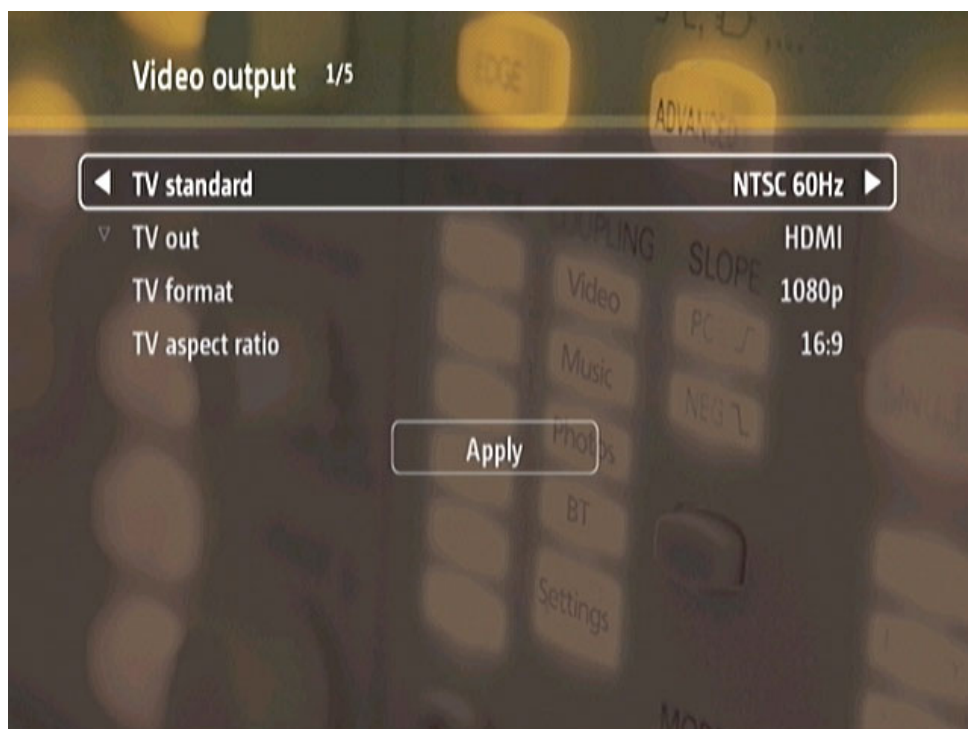 Video output 1/5
EDGE
ADVANCED
TV standard NTSC 60Hz
TV out HDMI
COUPLING
SLOPE
TV format 1080p
Video
TV aspect ratio 16:9
PC
Music
NEG
Apply
Photos
BT
Settings